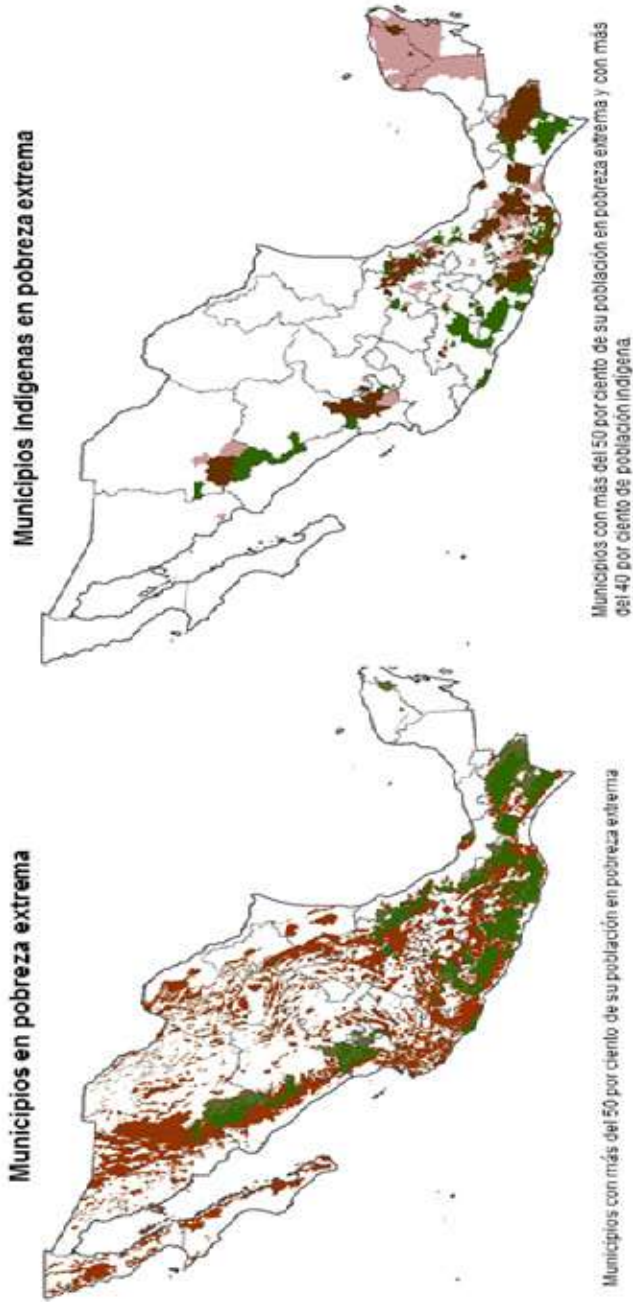 Municipios en pobreza extrema
Municipios con más del 50 por ciento de su población en pobreza extrema
Municipios indígenas en pobreza extrema
Municipios con más del 50 por ciento de su población en pobreza extrema y con más
del 40 por ciento de población indígena.